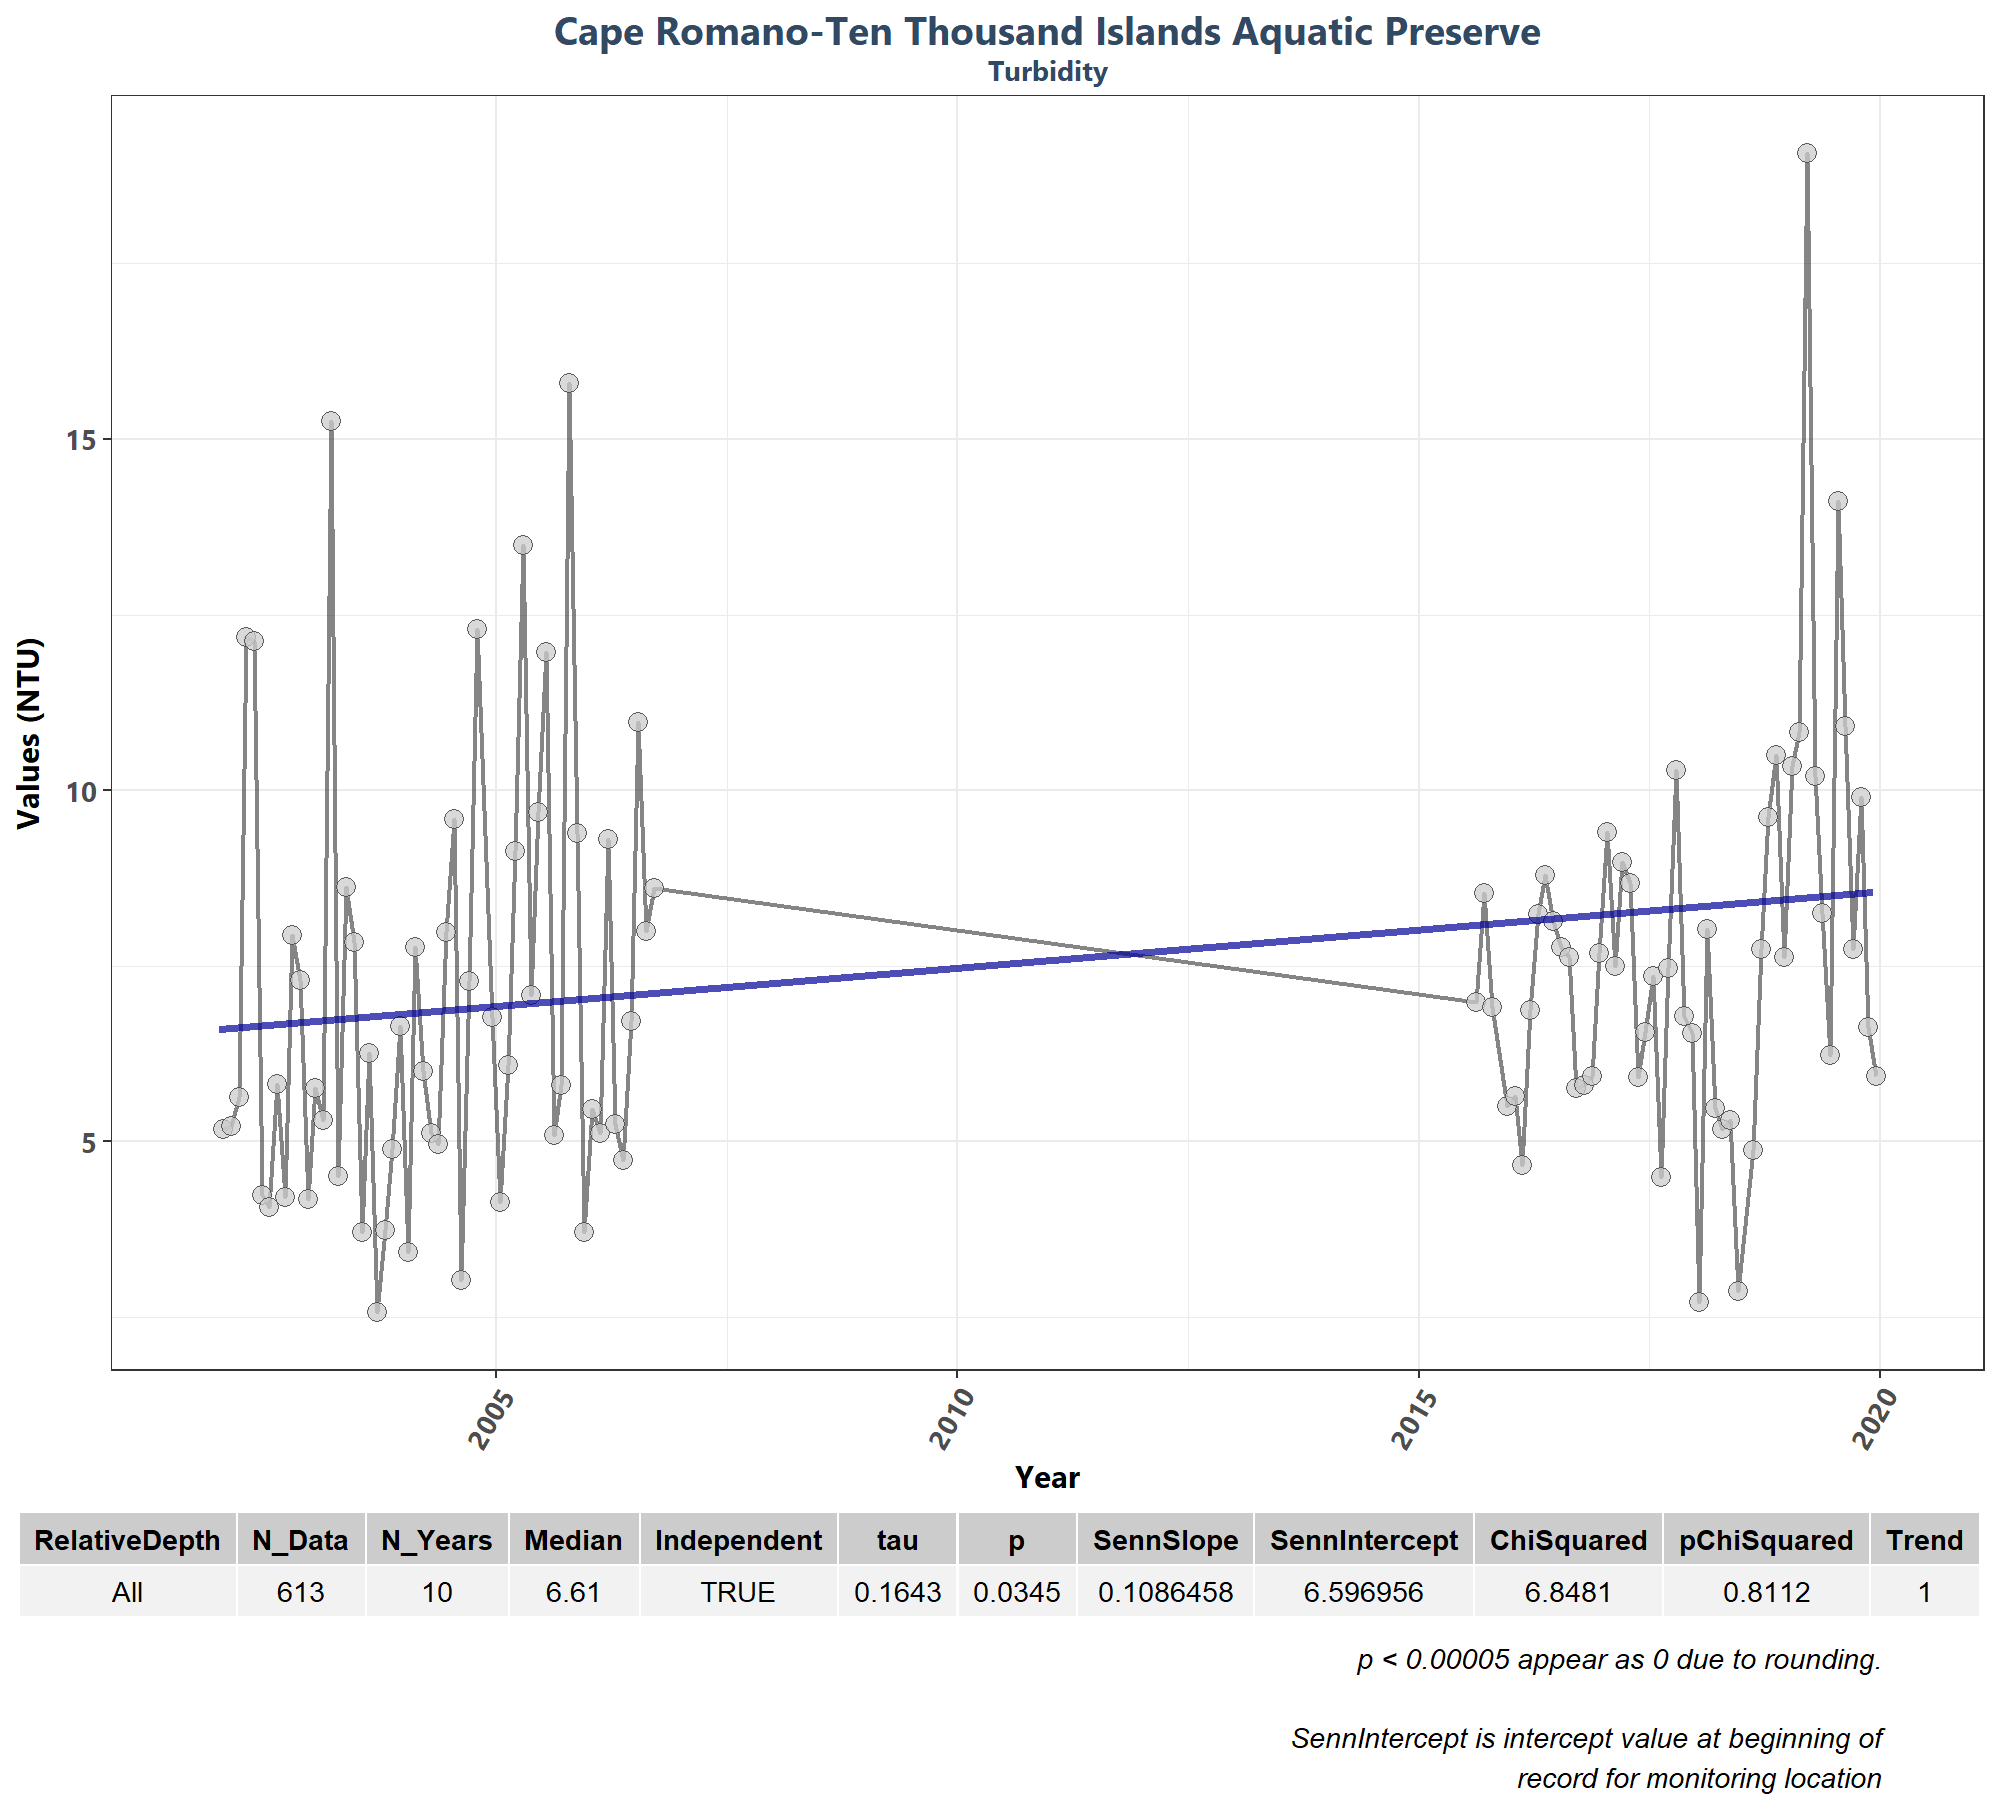 Cape Romano-Ten Thousand Islands Aquatic Preserve
Turbidity
Values (NTU)
15
10
5
2005
2010
2015
2020
Year
RelativeDepth N_Data N_Years Median Independent tau p SennSlope SennIntercept ChiSquared pChiSquared Trend
All 613 10 6.61 TRUE 0.1643 0.0345 0.1086458 6.596956 6.8481 0.8112 1
p < 0.00005 appear as 0 due to rounding.
SennIntercept is intercept value at beginning of
record for monitoring location